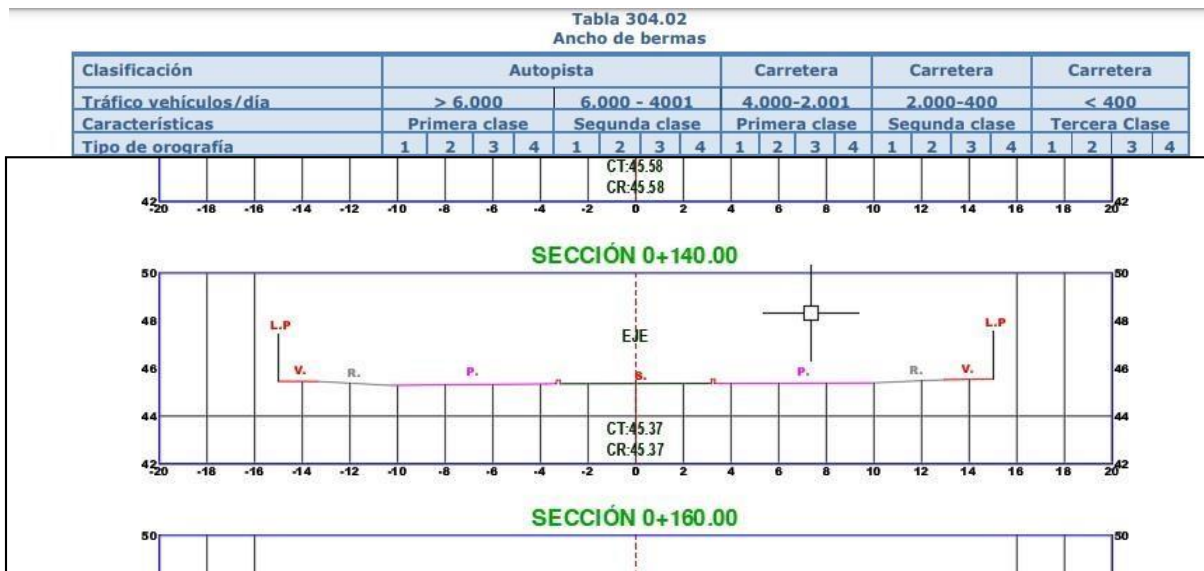 Tabla 304.02
Ancho de bermas
Clasificación Autopista Carretera Carretera Carretera
Tráfico vehículos/día > 6.000 6.000 - 4001 4.000-2.001 2.000-400 < 400
Características Primera clase Segunda clase Primera clase Segunda clase Tercera Clase
Tipo de orografía 1 2 3 4 1 2 3 4 1 2 3 4 1 2 3 4 1 2 3 4
CT:45.58
CR:45.58
42 42
-20 -18 -16 -14 -12 -10 -8 -6 -4 -2 0 2 4 6 8 10 12 14 16 18 20
SECCIÓN 0+140.00
50 50
48 48
L.P L.P
EJE
46 46
V. R. P. S. P. R. V.
44 44
CT:45.37
CR:45.37
42 42
-20 -18 -16 -14 -12 -10 -8 -6 -4 -2 0 2 4 6 8 10 12 14 16 18 20
SECCIÓN 0+160.00
50 50